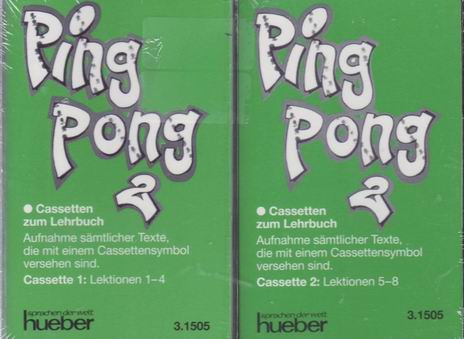 Ping
Pong
2
● Cassetten
zum Lehrbuch
Aufnahme sämtlicher Texte,
die mit einem Cassettensymbol
versehen sind.
Cassette 1: Lektionen 1–4
sprachen der welt
hueber
3.1505
Ping
Pong
2
● Cassetten
zum Lehrbuch
Aufnahme sämtlicher Texte,
die mit einem Cassettensymbol
versehen sind.
Cassette 2: Lektionen 5–8
sprachen der welt
hueber
3.1505